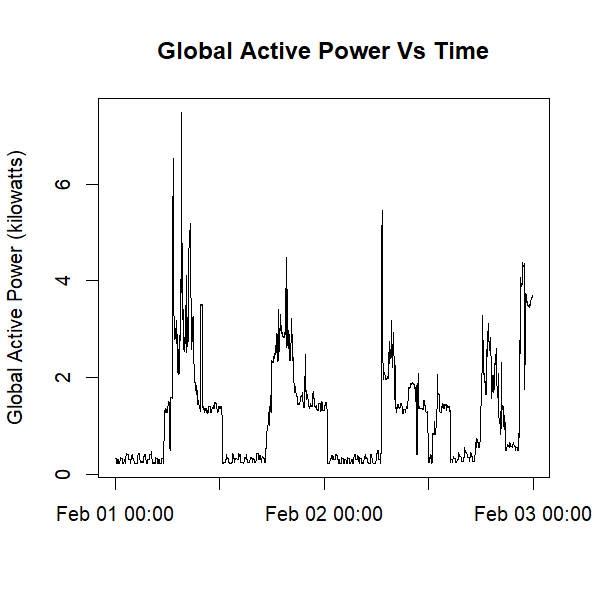 Global Active Power Vs Time
Global Active Power (kilowatts)
6
4
2
0
Feb 01 00:00
Feb 02 00:00
Feb 03 00:00